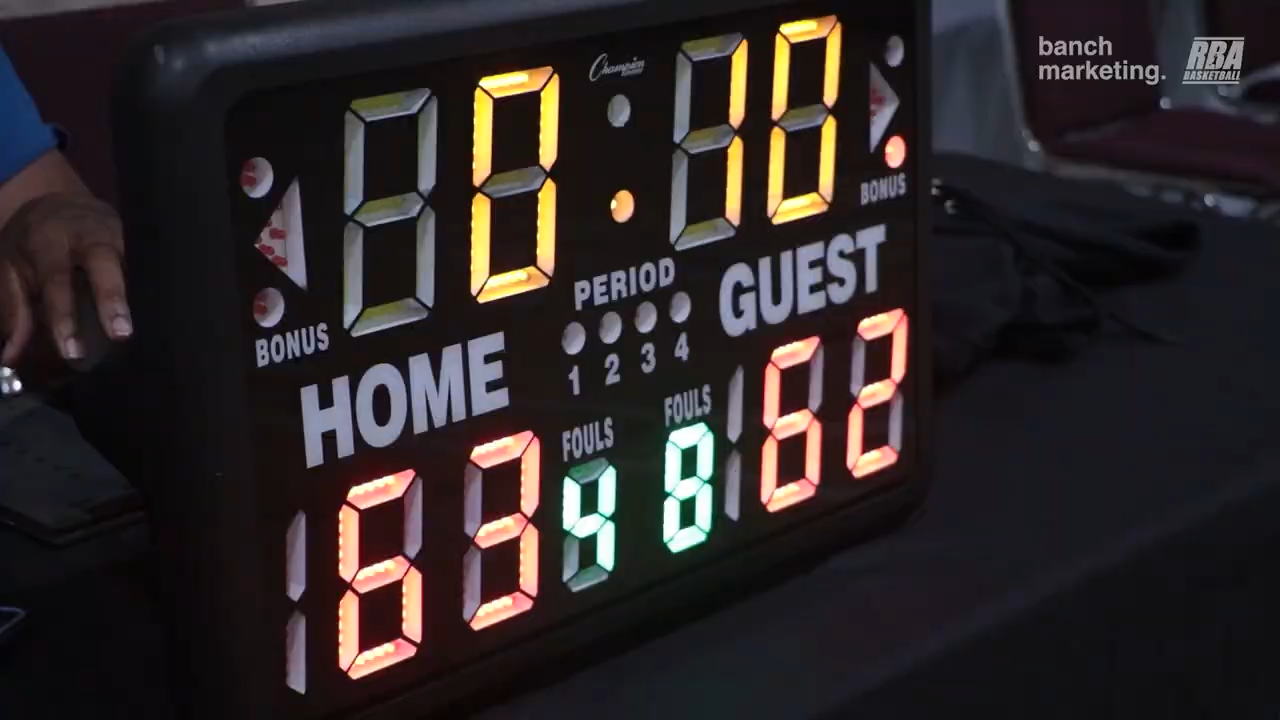 banch
marketing.
RBA
BASKETBALL
Champion
0.10
BONUS
PERIOD
1 2 3 4
BONUS
HOME
GUEST
FOULS
FOULS
63
4
8
62